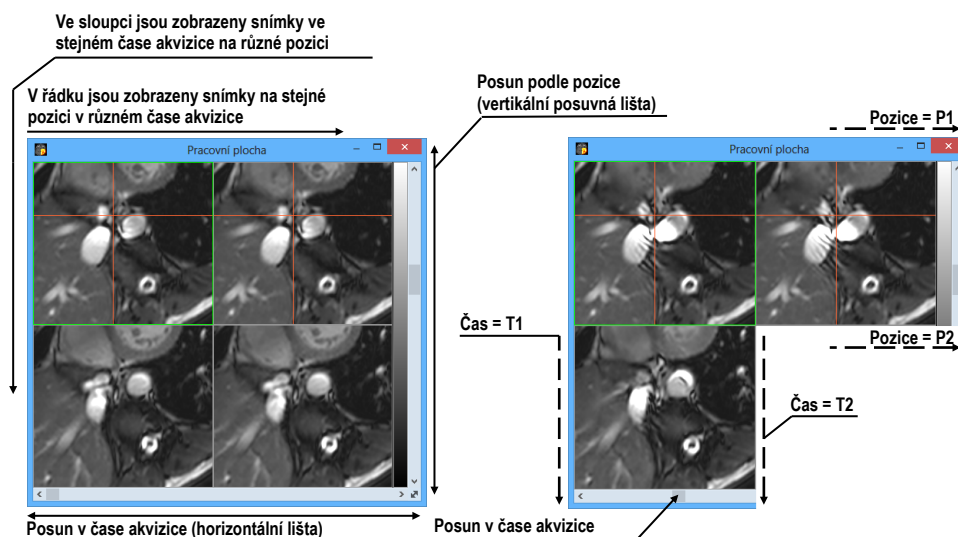 Ve sloupci jsou zobrazeny snímky ve
stejném čase akvizice na různé pozici
V řádku jsou zobrazeny snímky na stejné
pozici v různém čase akvizice
Posun podle pozice
(vertikální posuvná lišta)
Pozice = P1
Pracovní plocha
Pracovní plocha
Čas = T1
Pozice = P2
Čas = T2
Posun v čase akvizice (horizontální lišta)
Posun v čase akvizice